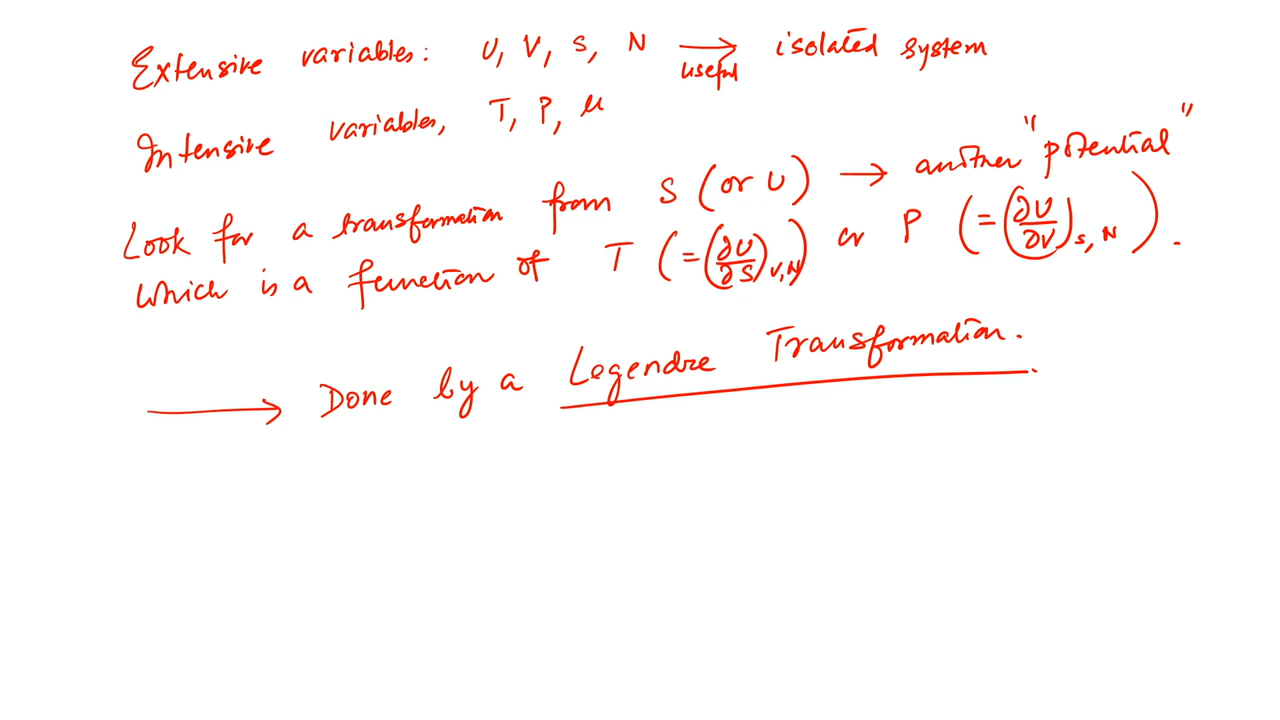 Extensive variables: U, V, S, N ⟶ useful isolated system
Intensive variables, T, P, μ
Look for a transformation from S (or U) → another "potential"
which is a function of T (=(∂U/∂S)_{V,N}) or P (=(∂U/∂V)_{S,N}).
⟶ Done by a Legendre Transformation.